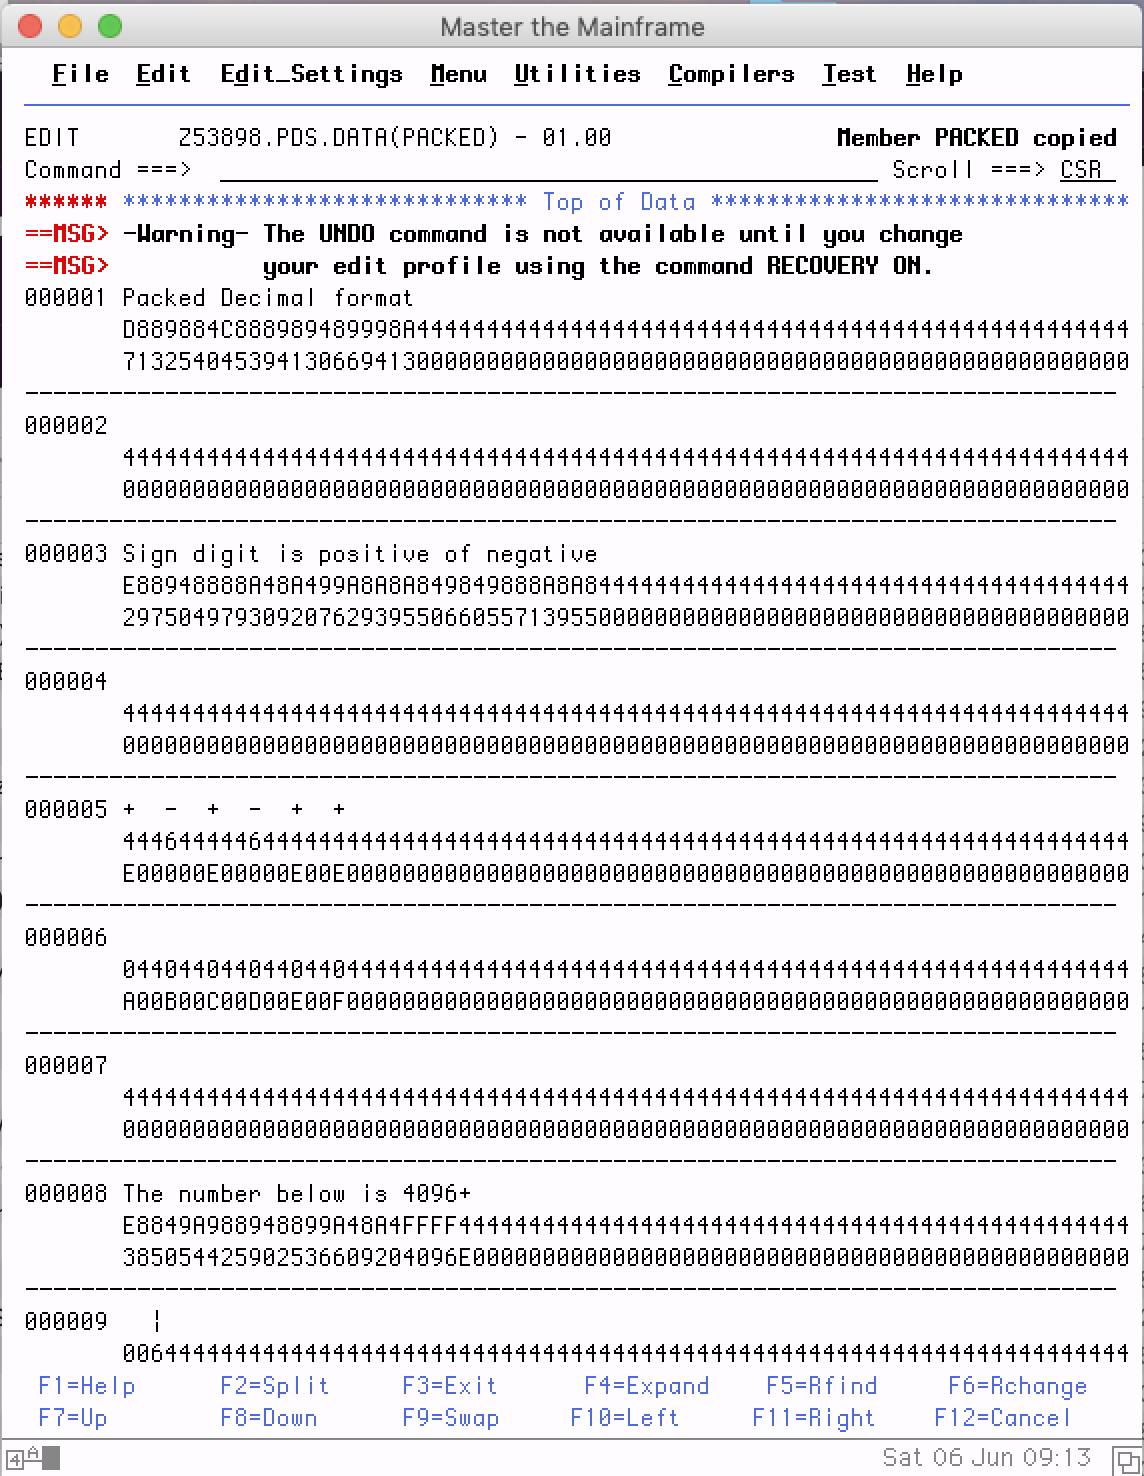 Master the Mainframe
File Edit Edit_Settings Menu Utilities Compilers Test Help
EDIT Z53898.PDS.DATA(PACKED) - 01.00 Member PACKED copied
Command ===> Scroll ===> CSR
****** ***************************** Top of Data ******************************
==MSG> -Warning- The UNDO command is not available until you change
==MSG> your edit profile using the command RECOVERY ON.
000001 Packed Decimal format
D889884C888989489998A444444444444444444444444444444444444444444444444444
713254045394130669413000000000000000000000000000000000000000000000000000
------------------------------------------------------------------------------
000002
444444444444444444444444444444444444444444444444444444444444444444444444
000000000000000000000000000000000000000000000000000000000000000000000000
------------------------------------------------------------------------------
000003 Sign digit is positive of negative
E88948888A48A499A8A8A849849888A8A844444444444444444444444444444444444444
297504979309207629395506605571395500000000000000000000000000000000000000
------------------------------------------------------------------------------
000004
444444444444444444444444444444444444444444444444444444444444444444444444
000000000000000000000000000000000000000000000000000000000000000000000000
------------------------------------------------------------------------------
000005 + - + - + +
444644444644444444444444444444444444444444444444444444444444444444444444
E00000E00000E00E00000000000000000000000000000000000000000000000000000000
------------------------------------------------------------------------------
000006
044044044044044044444444444444444444444444444444444444444444444444444444
A00B00C00D00E00F00000000000000000000000000000000000000000000000000000000
------------------------------------------------------------------------------
000007
444444444444444444444444444444444444444444444444444444444444444444444444
000000000000000000000000000000000000000000000000000000000000000000000000
------------------------------------------------------------------------------
000008 The number below is 4096+
E8849A988948899A48A4FFFF444444444444444444444444444444444444444444444444
385054425902536609204096E00000000000000000000000000000000000000000000000
------------------------------------------------------------------------------
000009 ¦
006444444444444444444444444444444444444444444444444444444444444444444444
F1=Help F2=Split F3=Exit F4=Expand F5=Rfind F6=Rchange
F7=Up F8=Down F9=Swap F10=Left F11=Right F12=Cancel
4 A Sat 06 Jun 09:13